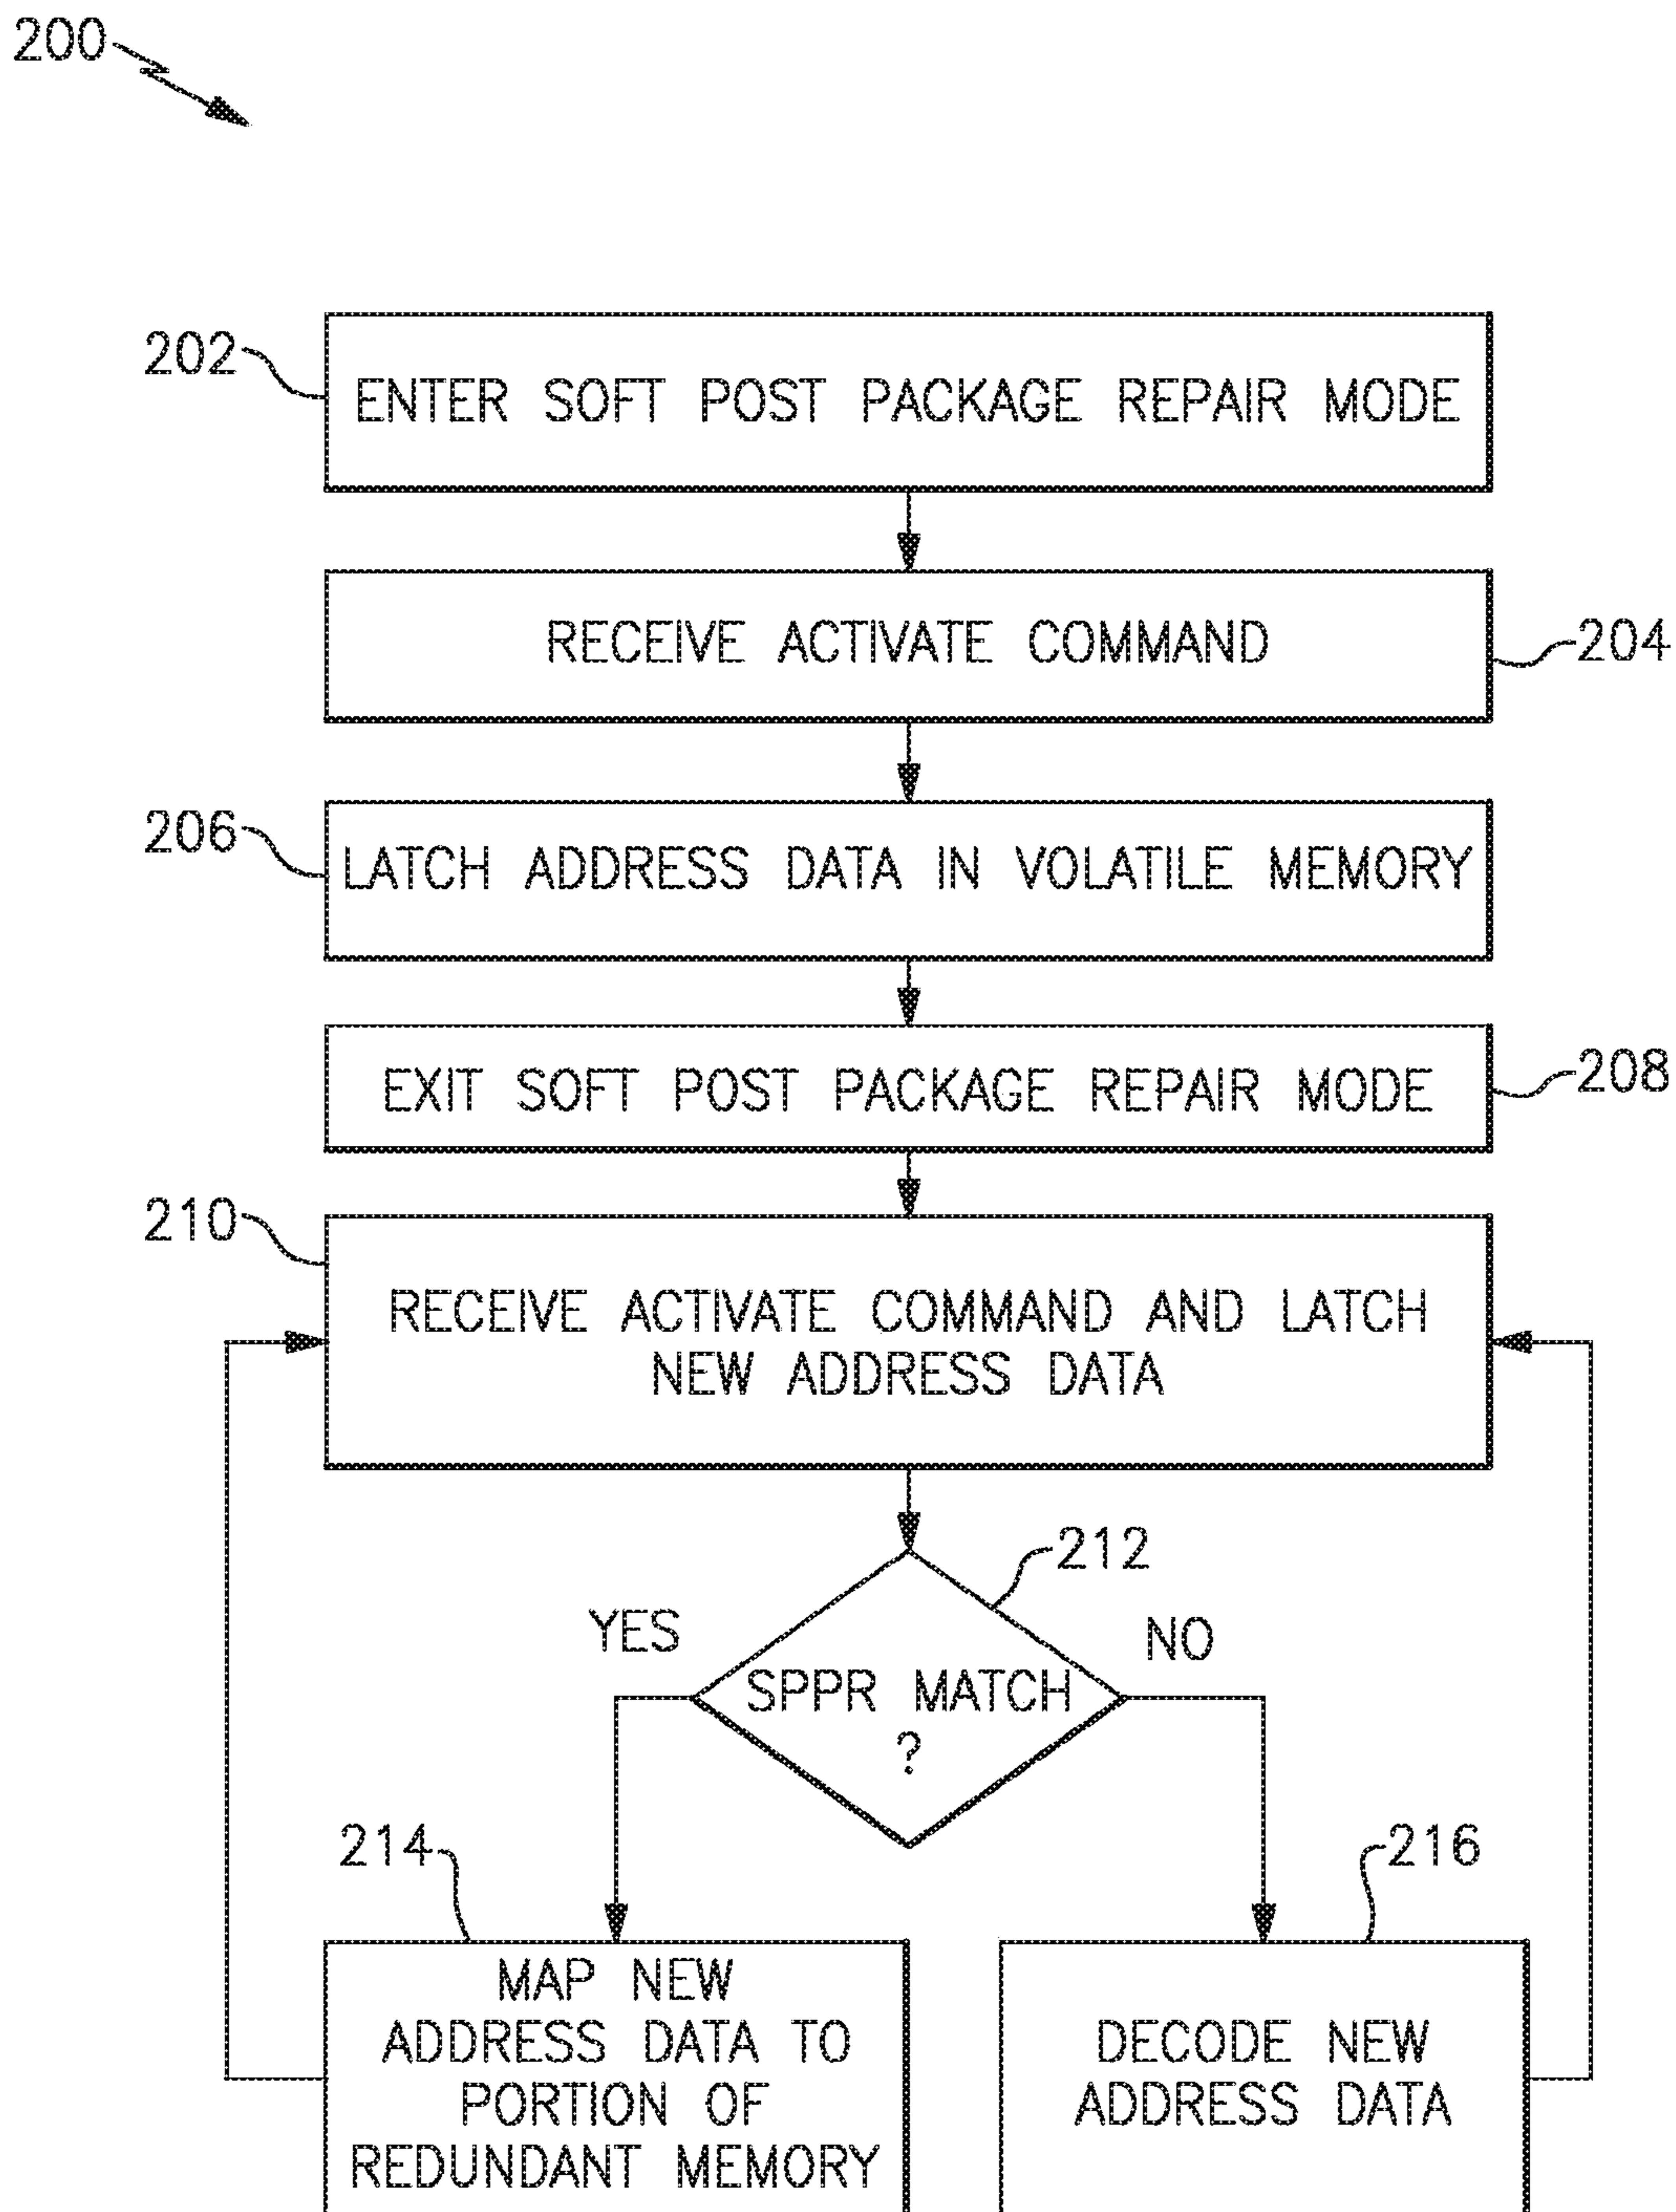 200
202
ENTER SOFT POST PACKAGE REPAIR MODE
RECEIVE ACTIVATE COMMAND
204
206
LATCH ADDRESS DATA IN VOLATILE MEMORY
EXIT SOFT POST PACKAGE REPAIR MODE
208
210
RECEIVE ACTIVATE COMMAND AND LATCH
NEW ADDRESS DATA
212
YES
NO
SPPR MATCH
?
214
216
MAP NEW
ADDRESS DATA TO
PORTION OF
REDUNDANT MEMORY
DECODE NEW
ADDRESS DATA